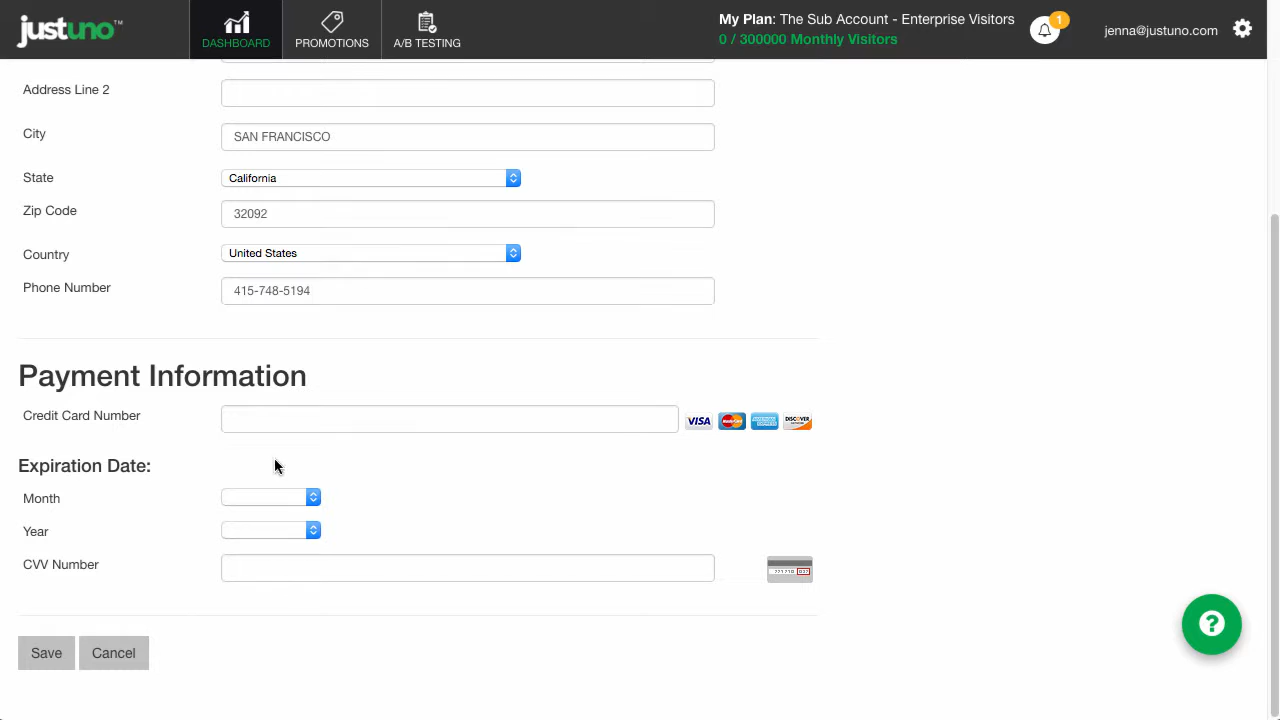 justuno™
DASHBOARD
PROMOTIONS
A/B TESTING
My Plan: The Sub Account - Enterprise Visitors
0 / 300000 Monthly Visitors
1
jenna@justuno.com
Address Line 2
City
SAN FRANCISCO
State
California
Zip Code
32092
Country
United States
Phone Number
415-748-5194
Payment Information
Credit Card Number
VISA
MasterCard
DISCOVER
Expiration Date:
Month
Year
CVV Number
Save
Cancel
?